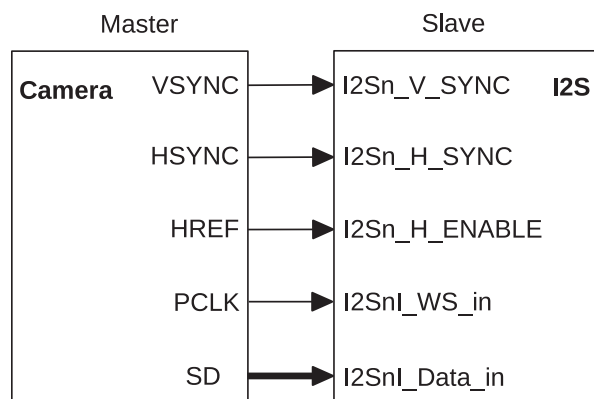 Master Slave
Camera VSYNC I2Sn_V_SYNC I2S
HSYNC I2Sn_H_SYNC
HREF I2Sn_H_ENABLE
PCLK I2SnI_WS_in
SD I2SnI_Data_in